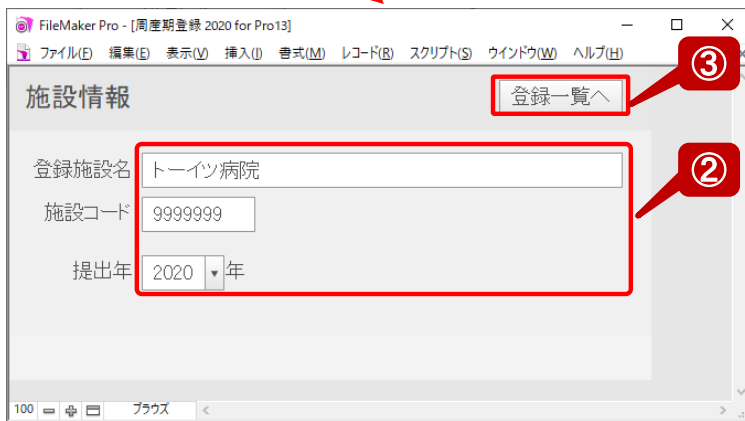 FileMaker Pro - [周産期登録 2020 for Pro13]
ファイル(F) 編集(E) 表示(V) 挿入(I) 書式(M) レコード(R) スクリプト(S) ウインドウ(W) ヘルプ(H)
③
施設情報 登録一覧へ
登録施設名 トーイツ病院
②
施設コード 9999999
提出年 2020 年
100 ブラウズ